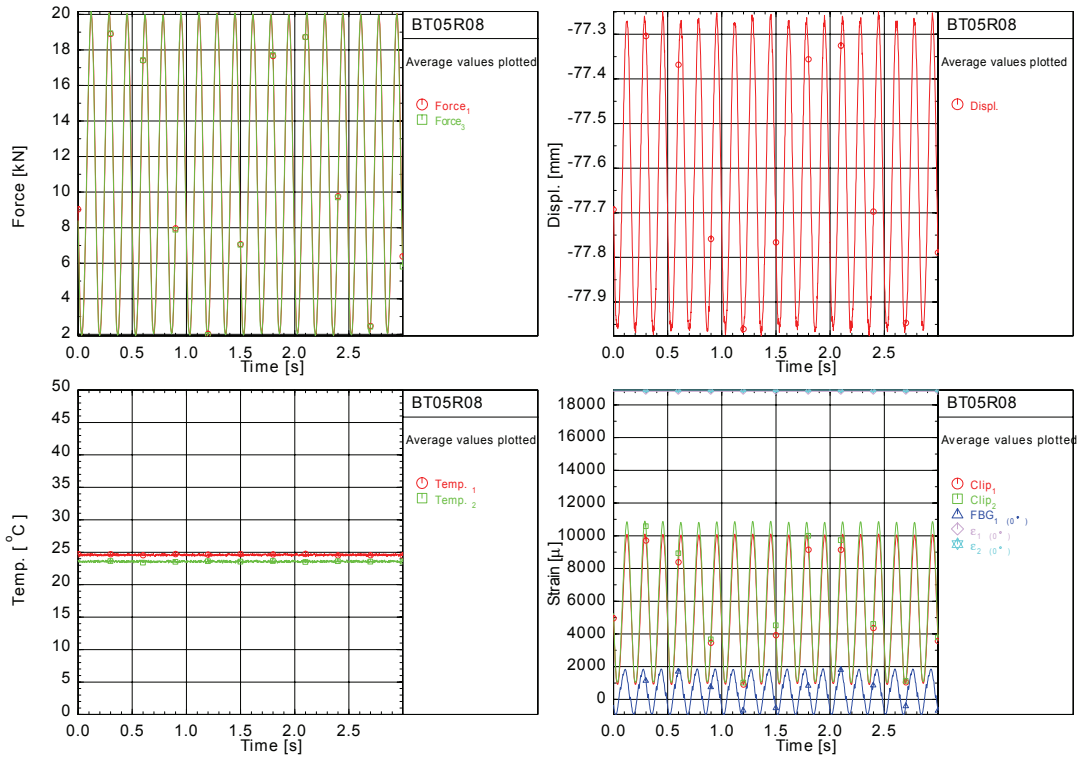 BT05R08
Average values plotted
Force1
Force3
Force [kN]
20
18
16
14
12
10
8
6
4
2
0.0 0.5 1.0 1.5 2.0 2.5
Time [s]
BT05R08
Average values plotted
Displ.
Displ. [mm]
-77.3
-77.4
-77.5
-77.6
-77.7
-77.8
-77.9
0.0 0.5 1.0 1.5 2.0 2.5
Time [s]
BT05R08
Average values plotted
Temp. 1
Temp. 2
Temp. [ °C]
50
45
40
35
30
25
20
15
10
5
0
0.0 0.5 1.0 1.5 2.0 2.5
Time [s]
BT05R08
Average values plotted
Clip1
Clip2
FBG1 (0°)
ε1 (0°)
ε2 (0°)
Strain [µ]
18000
16000
14000
12000
10000
8000
6000
4000
2000
0
0.0 0.5 1.0 1.5 2.0 2.5
Time [s]